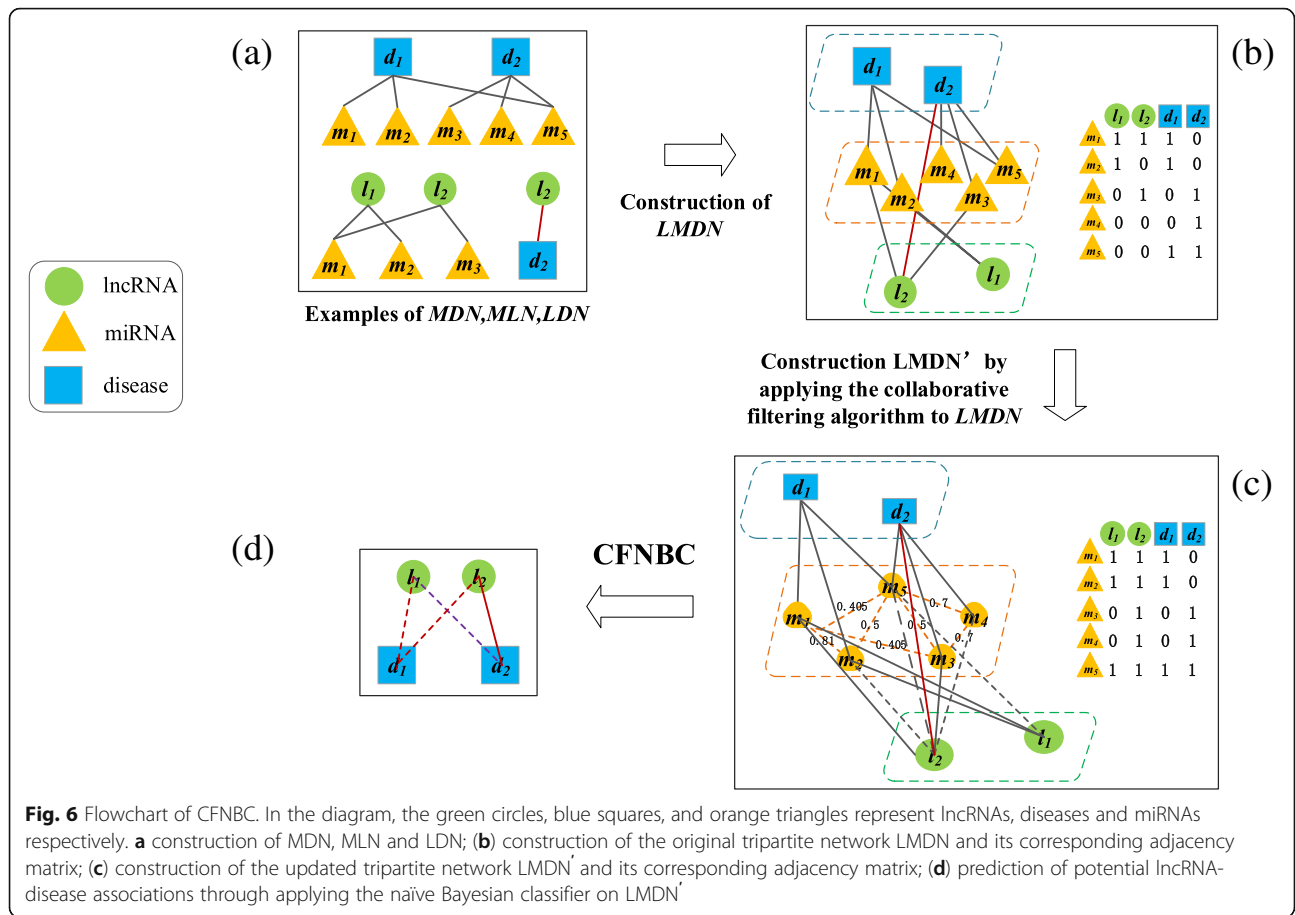 (a)
d1 d2
m1 m2 m3 m4 m5
l1 l2 l2
m1 m2 m3 d2
Examples of MDN,MLN,LDN
lncRNA
miRNA
disease
Construction of
LMDN
(b)
d1
d2
m1 m4 m5
m2 m3
l1
l2
l1 l2 d1 d2
m1 1 1 1 0
m2 1 0 1 0
m3 0 1 0 1
m4 0 0 0 1
m5 0 0 1 1
Construction LMDN′ by
applying the collaborative
filtering algorithm to LMDN
(c)
d1
d2
m5
0.405 0.7
m1 0.5 0.5 m4
0.81 0.405 0.7
m2 m3
l1
l2
l1 l2 d1 d2
m1 1 1 1 0
m2 1 1 1 0
m3 0 1 0 1
m4 0 1 0 1
m5 1 1 1 1
CFNBC
(d)
l1 l2
d1 d2
Fig. 6 Flowchart of CFNBC. In the diagram, the green circles, blue squares, and orange triangles represent lncRNAs, diseases and miRNAs
respectively. a construction of MDN, MLN and LDN; (b) construction of the original tripartite network LMDN and its corresponding adjacency
matrix; (c) construction of the updated tripartite network LMDN′ and its corresponding adjacency matrix; (d) prediction of potential lncRNA-
disease associations through applying the naïve Bayesian classifier on LMDN′